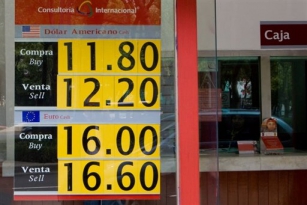 Consultoría Internacional
Dólar Americano
Compra
Buy
11.80
Venta
Sell
12.20
Euro
Compra
Buy
16.00
Venta
Sell
16.60
Caja